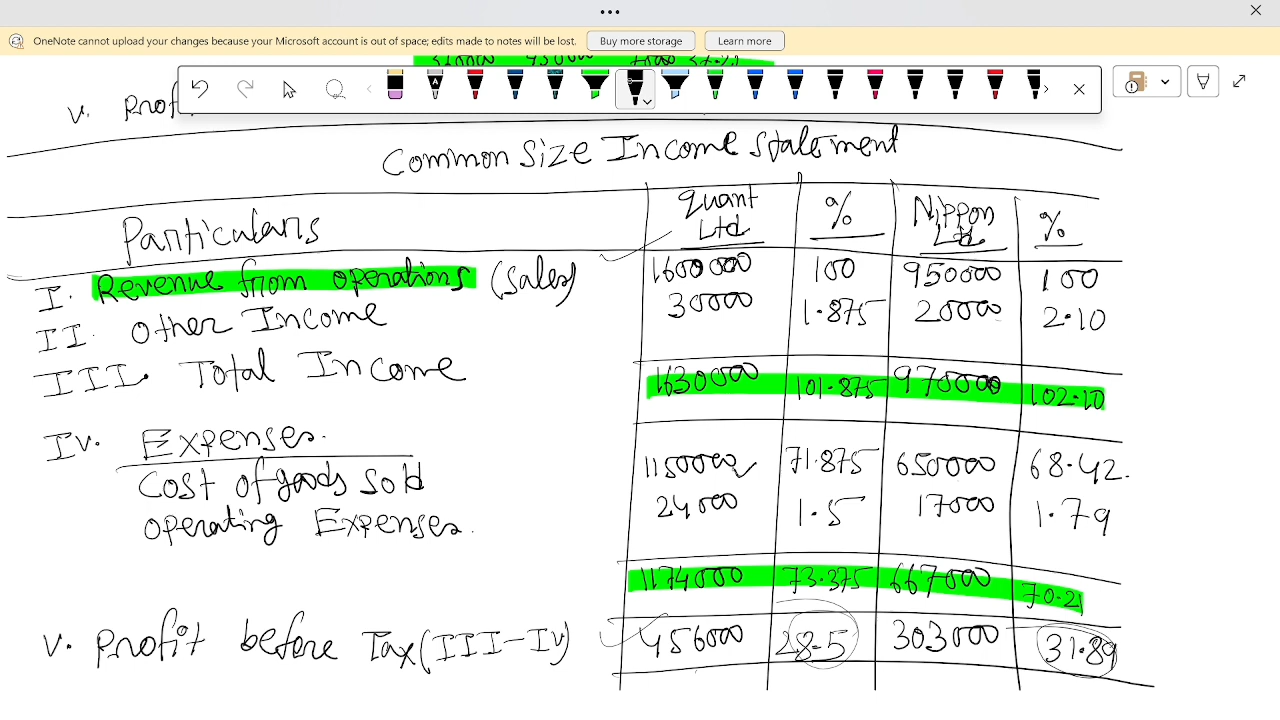 OneNote cannot upload your changes because your Microsoft account is out of space; edits made to notes will be lost. Buy more storage Learn more
V. Prof
Common Size Income Statement
Particulars Quant Ltd % Nippon Ltd %
I. Revenue from operations (Sales) 1600000 100 950000 100
II. Other Income 30000 1.875 20000 2.10
III. Total Income 1630000 101.875 970000 102.10
IV. Expenses.
Cost of goods sold 1150000 71.875 650000 68.42.
operating Expenses. 24000 1.5 17000 1.79
1174000 73.375 667000 70.21
V. Profit before Tax (III-IV) 456000 28.5 303000 31.89